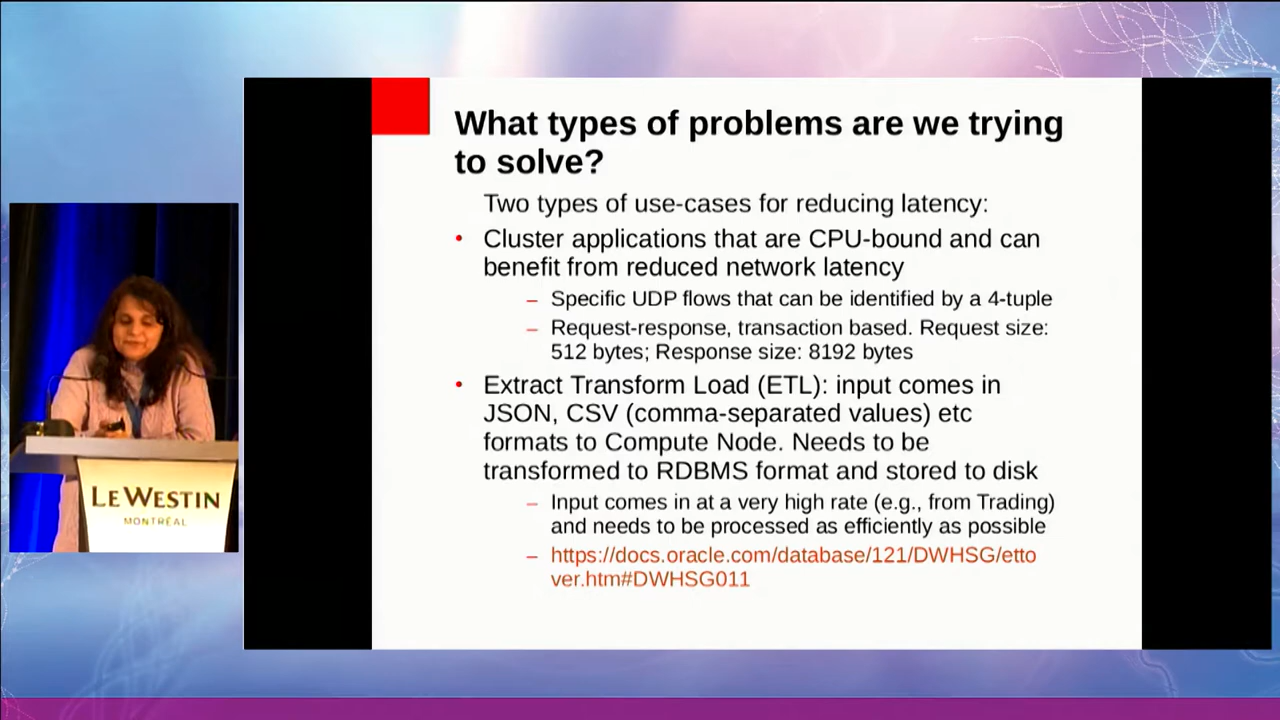 What types of problems are we trying
to solve?
Two types of use-cases for reducing latency:
• Cluster applications that are CPU-bound and can
benefit from reduced network latency
– Specific UDP flows that can be identified by a 4-tuple
– Request-response, transaction based. Request size:
512 bytes; Response size: 8192 bytes
• Extract Transform Load (ETL): input comes in
JSON, CSV (comma-separated values) etc
formats to Compute Node. Needs to be
transformed to RDBMS format and stored to disk
– Input comes in at a very high rate (e.g., from Trading)
and needs to be processed as efficiently as possible
– https://docs.oracle.com/database/121/DWHSG/etto
ver.htm#DWHSG011
LE WESTIN
MONTRÉAL